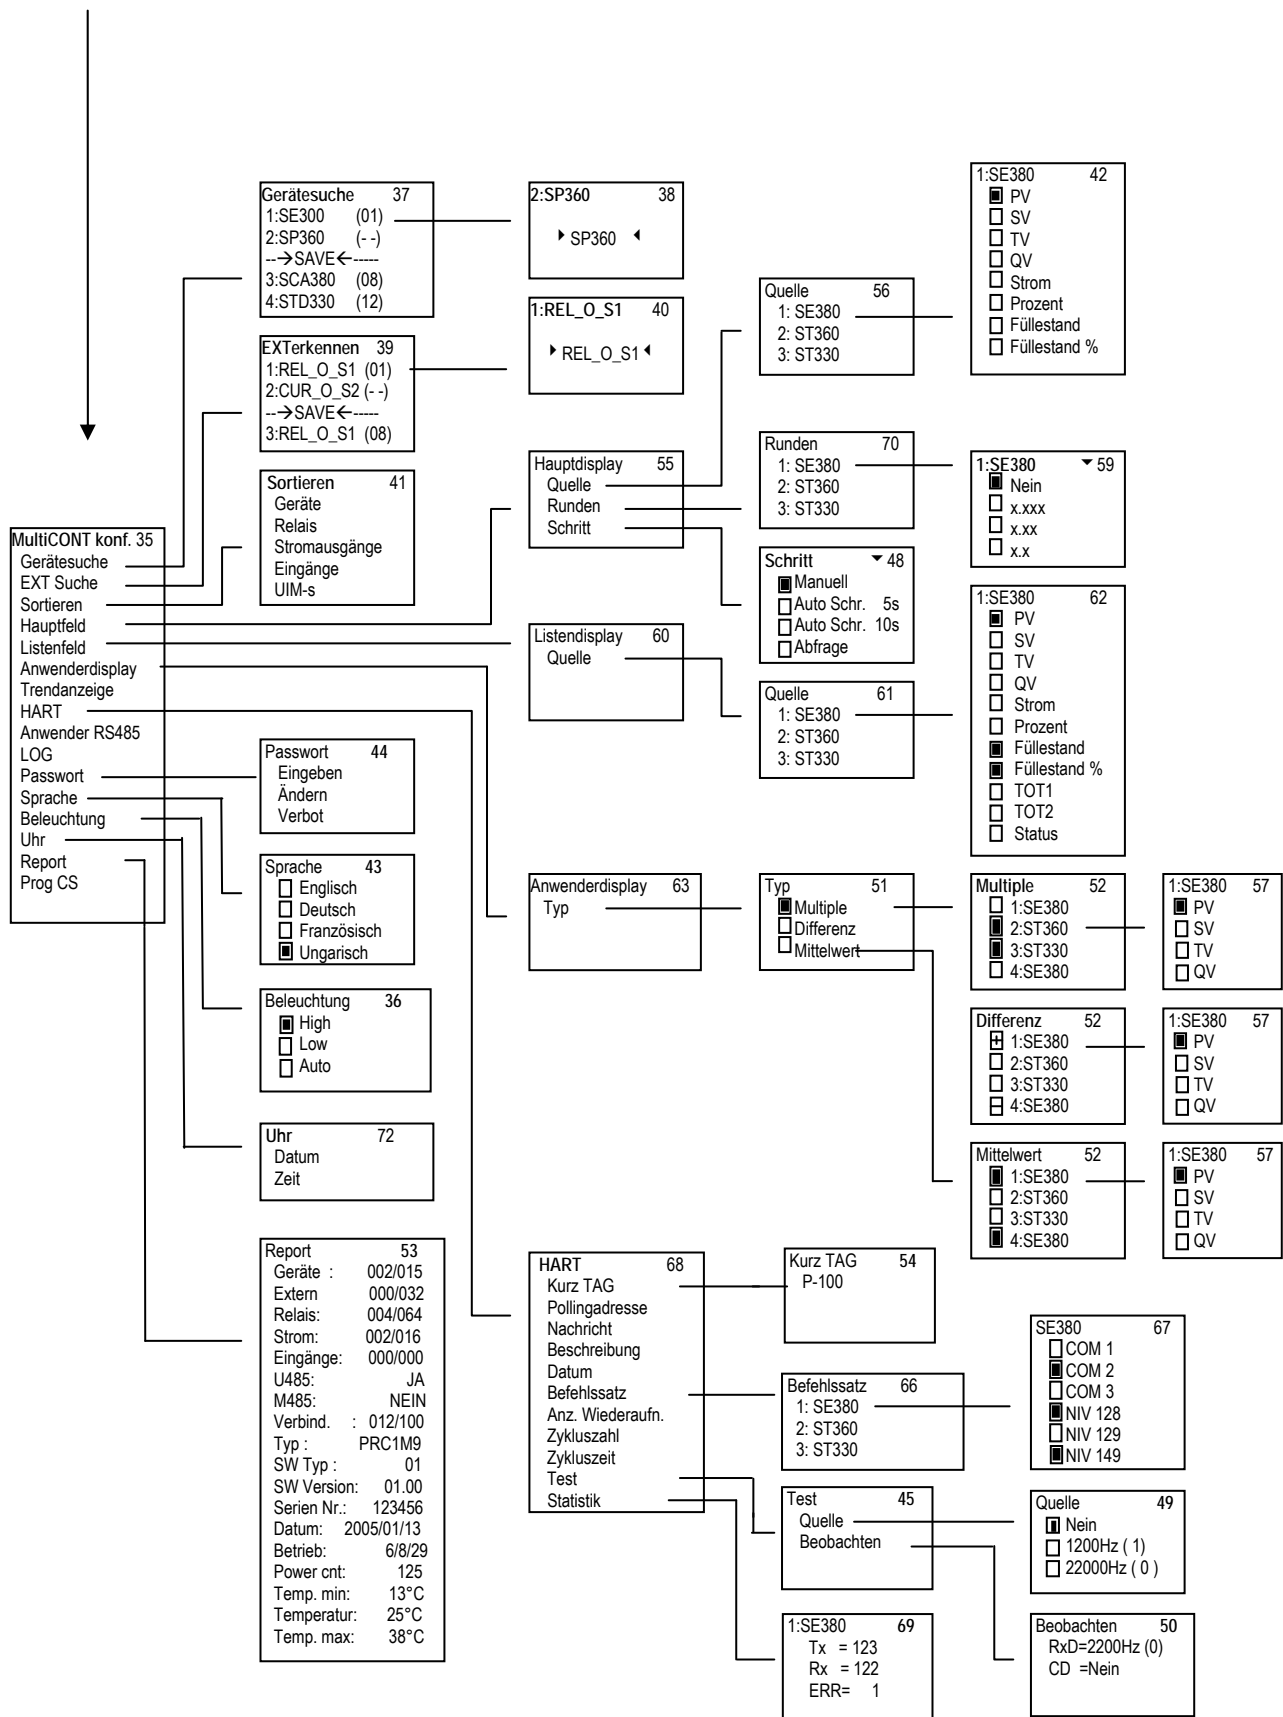 MultiCONT konf. 35
Gerätesuche
EXT Suche
Sortieren
Hauptfeld
Listenfeld
Anwenderdisplay
Trendanzeige
HART
Anwender RS485
LOG
Passwort
Sprache
Beleuchtung
Uhr
Report
Prog CS
Gerätesuche 37
1:SE300 (01)
2:SP360 (- -)
--→SAVE←-----
3:SCA380 (08)
4:STD330 (12)
2:SP360 38
SP360
EXTerkennen 39
1:REL_O_S1 (01)
2:CUR_O_S2 (- -)
--→SAVE←-----
3:REL_O_S1 (08)
1:REL_O_S1 40
REL_O_S1
Sortieren 41
Geräte
Relais
Stromausgänge
Eingänge
UIM-s
Hauptdisplay 55
Quelle
Runden
Schritt
Quelle 56
1: SE380
2: ST360
3: ST330
1:SE380 42
PV
SV
TV
QV
Strom
Prozent
Füllestand
Füllestand %
Runden 70
1: SE380
2: ST360
3: ST330
1:SE380 59
Nein
x.xxx
x.xx
x.x
Schritt 48
Manuell
Auto Schr. 5s
Auto Schr. 10s
Abfrage
Listendisplay 60
Quelle
Quelle 61
1: SE380
2: ST360
3: ST330
1:SE380 62
PV
SV
TV
QV
Strom
Prozent
Füllestand
Füllestand %
TOT1
TOT2
Status
Passwort 44
Eingeben
Ändern
Verbot
Sprache 43
Englisch
Deutsch
Französisch
Ungarisch
Beleuchtung 36
High
Low
Auto
Uhr 72
Datum
Zeit
Anwenderdisplay 63
Typ
Typ 51
Multiple
Differenz
Mittelwert
Multiple 52
1:SE380
2:ST360
3:ST330
4:SE380
1:SE380 57
PV
SV
TV
QV
Differenz 52
1:SE380
2:ST360
3:ST330
4:SE380
1:SE380 57
PV
SV
TV
QV
Mittelwert 52
1:SE380
2:ST360
3:ST330
4:SE380
1:SE380 57
PV
SV
TV
QV
Report 53
Geräte : 002/015
Extern 000/032
Relais: 004/064
Strom: 002/016
Eingänge: 000/000
U485: JA
M485: NEIN
Verbind. : 012/100
Typ : PRC1M9
SW Typ : 01
SW Version: 01.00
Serien Nr.: 123456
Datum: 2005/01/13
Betrieb: 6/8/29
Power cnt: 125
Temp. min: 13°C
Temperatur: 25°C
Temp. max: 38°C
HART 68
Kurz TAG
Pollingadresse
Nachricht
Beschreibung
Datum
Befehlssatz
Anz. Wiederaufn.
Zykluszahl
Zykluszeit
Test
Statistik
Kurz TAG 54
P-100
Befehlssatz 66
1: SE380
2: ST360
3: ST330
SE380 67
COM 1
COM 2
COM 3
NIV 128
NIV 129
NIV 149
Test 45
Quelle
Beobachten
Quelle 49
Nein
1200Hz ( 1)
22000Hz ( 0 )
1:SE380 69
Tx = 123
Rx = 122
ERR= 1
Beobachten 50
RxD=2200Hz (0)
CD =Nein